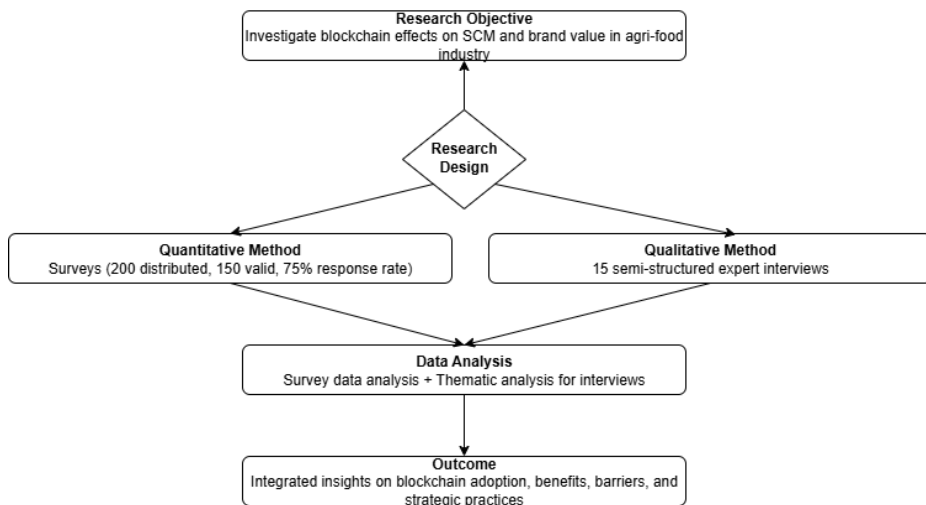 Research Objective
Investigate blockchain effects on SCM and brand value in agri-food
industry
Research
Design
Quantitative Method
Surveys (200 distributed, 150 valid, 75% response rate)
Qualitative Method
15 semi-structured expert interviews
Data Analysis
Survey data analysis + Thematic analysis for interviews
Outcome
Integrated insights on blockchain adoption, benefits, barriers, and
strategic practices